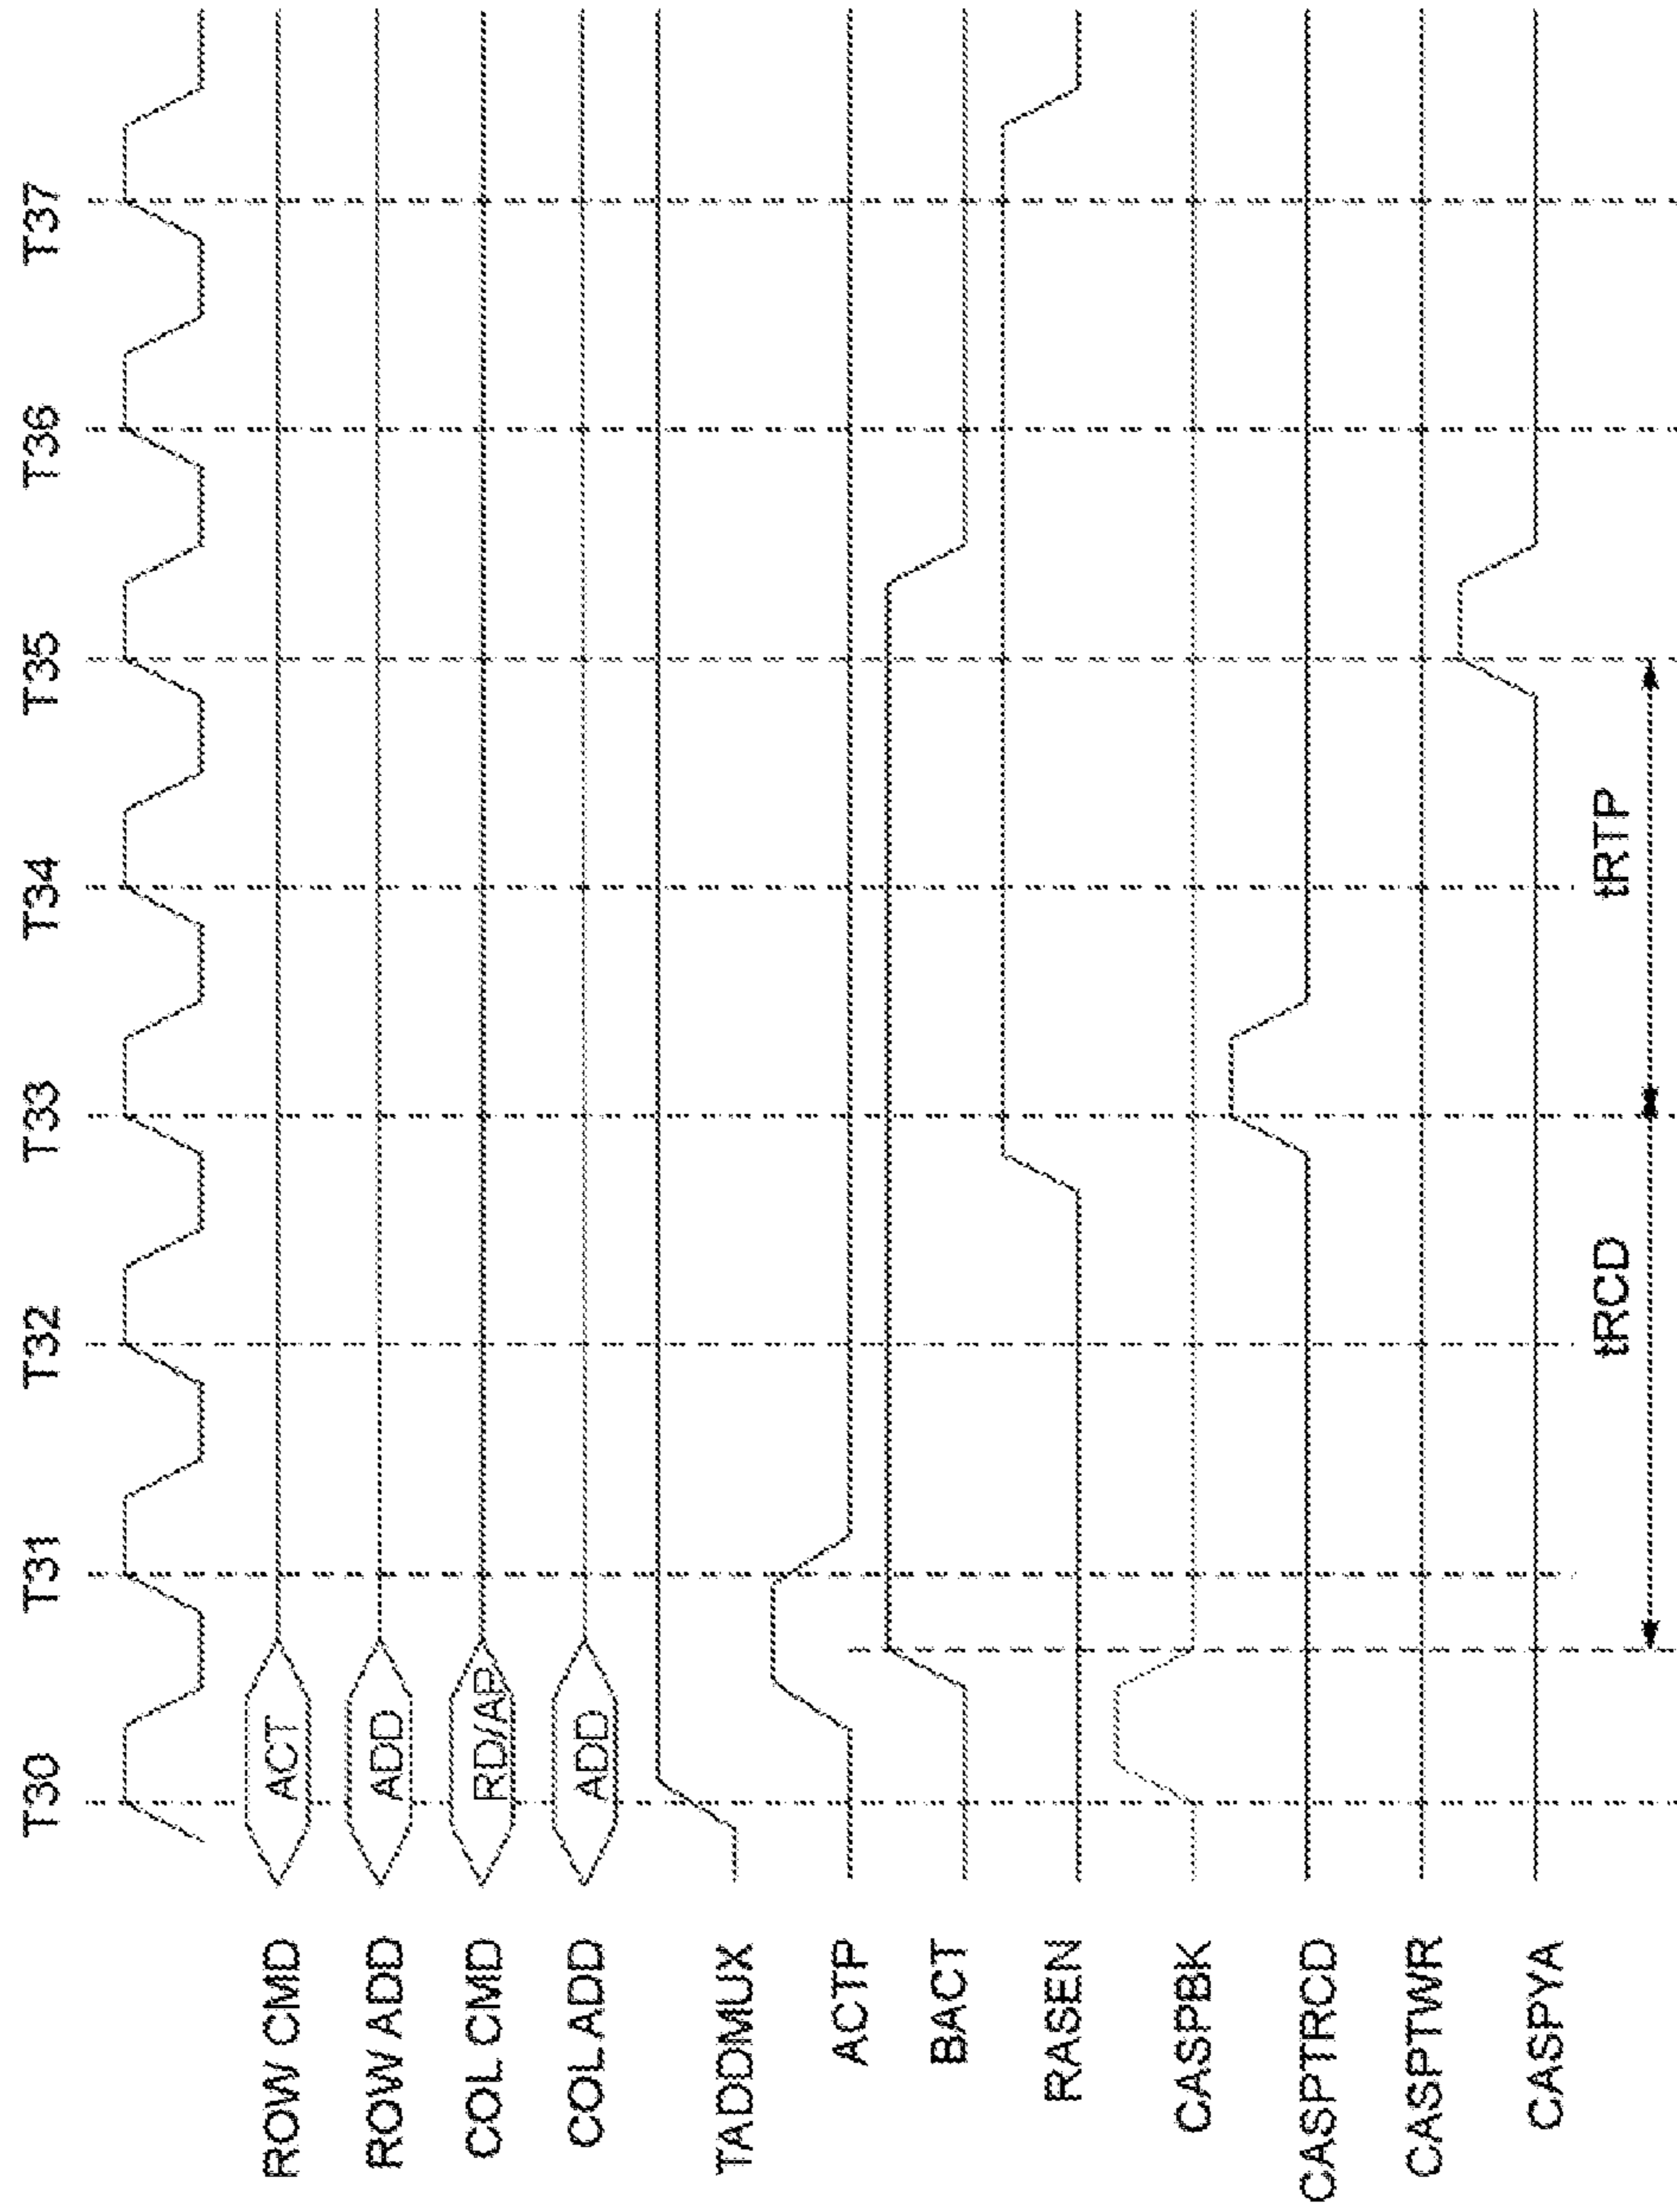 T30 T31 T32 T33 T34 T35 T36 T37
ROW CMD ACT
ROW ADD ADD
COL CMD RD/AP
COL ADD ADD
TADDMUX
ACTP
BACT
RASEN
CASPBK
CASPTRCD
CASPTWR
CASPYA
tRCD tRTP